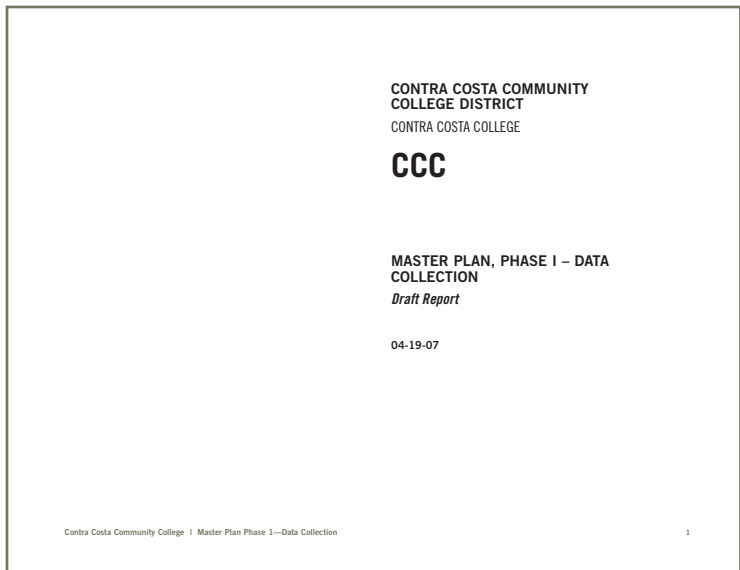 CONTRA COSTA COMMUNITY
COLLEGE DISTRICT
CONTRA COSTA COLLEGE
CCC
MASTER PLAN, PHASE I – DATA
COLLECTION
Draft Report
04-19-07
Contra Costa Community College | Master Plan Phase 1—Data Collection 1